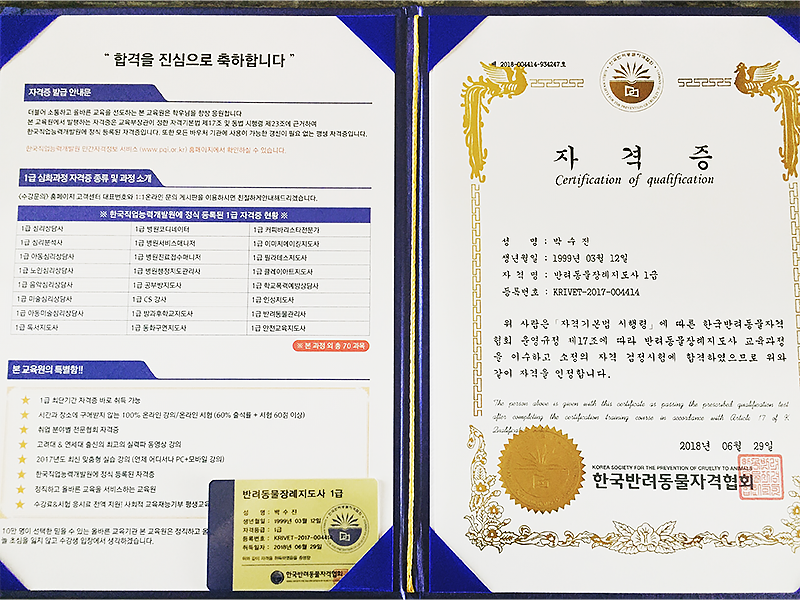 “ 합격을 진심으로 축하합니다 ”
자격증 발급 안내문
더불어 소통하고 올바른 교육을 선도하는 본 교육원은 학우님을 항상 응원합니다
본 교육원에서 발행하는 자격증은 교육부장관이 정한 자격기본법 제17조 및 동법 시행령 제23조에 근거하여
한국직업능력개발원에 정식 등록된 자격증입니다. 또한 모든 바우처 기관에 사용이 가능한 갱신이 필요 없는 평생 자격증입니다.
한국직업능력개발원 민간자격정보 서비스 (www.pqi.or.kr) 홈페이지에서 확인하실 수 있습니다.
1급 심화과정 자격증 종류 및 과정 소개
<수강문의> 홈페이지 고객센터 대표번호와 1:1온라인 문의 게시판을 이용하시면 친절하게안내해드리겠습니다.
※ 한국직업능력개발원에 정식 등록된 1급 자격증 현황 ※
1급 심리상담사 1급 병원코디네이터 1급 커피바리스타전문가
1급 심리분석사 1급 병원서비스매니저 1급 이미지메이킹지도사
1급 아동심리상담사 1급 병원진료접수매니저 1급 필라테스지도사
1급 노인심리상담사 1급 병원행정지도관리사 1급 클레이아트지도사
1급 음악심리상담사 1급 공부방지도사 1급 학교폭력예방상담사
1급 미술심리상담사 1급 CS 강사 1급 인성지도사
1급 아동미술심리상담사 1급 방과후학교지도사 1급 반려동물관리사
1급 독서지도사 1급 동화구연지도사 1급 안전교육지도사
※ 본 과정 외 총 70 과목
본 교육원의 특별함!!
1급 최단기간 자격증 바로 취득 가능
시간과 장소에 구애받지 않는 100% 온라인 강의/온라인 시험 (60% 출석률 + 시험 60점 이상)
취업 분야별 전문협회 자격증
고려대 & 연세대 출신의 최고의 실력파 동영상 강의
2017년도 최신 맞춤형 실습 강의 (언제 어디서나 PC+모바일 강의)
한국직업능력개발원에 정식 등록된 자격증
정직하고 올바른 교육을 서비스하는 교육원
수강료&시험 응시료 전액 지원! 사회적 교육재능기부 평생교육
10만 명이 선택한 믿을 수 있는 올바른 교육기관 본 교육원은 정직하고 올
늘 초심을 잃지 않고 수강생 입장에서 생각하겠습니다.
반려동물장례지도사 1급
성 명 : 박 수 진
생년월일 : 1999년 03월 12일
자격등급 : 1급
등록번호 : KRIVET-2017-004414
취득일자 : 2018년 06월 29일
한국반려동물자격협회
제 2018-004414-934247호
자 격 증
Certification of qualification
성 명 : 박 수 진
생년월일 : 1999년 03월 12일
자 격 명 : 반려동물장례지도사 1급
등록번호 : KRIVET-2017-004414
위 사람은 「자격기본법 시행령」에 따른 한국반려동물자격
협회 운영규정 제17조에 따라 반려동물장례지도사 교육과정
을 이수하고 소정의 자격 검정시험에 합격하였으므로 위와
같이 자격을 인정합니다.
The person above is given with this certificate as passing the prescribed qualification test
after completing the certification training course in accordance with Article 17 of K
Qualificati
2018년 06월 29일
KOREA SOCIETY FOR THE PREVENTION OF CRUELTY TO ANIMALS
한국반려동물자격협회